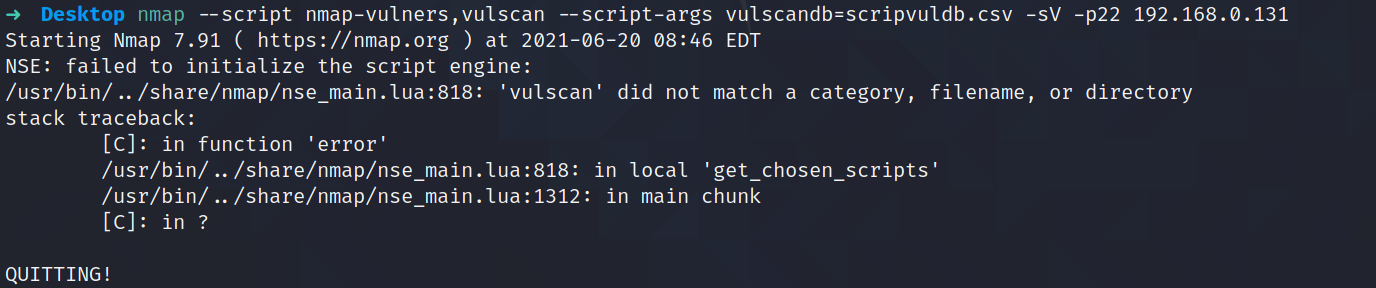 → Desktop nmap --script nmap-vulners,vulscan --script-args vulscandb=scripvuldb.csv -sV -p22 192.168.0.131
Starting Nmap 7.91 ( https://nmap.org ) at 2021-06-20 08:46 EDT
NSE: failed to initialize the script engine:
/usr/bin/../share/nmap/nse_main.lua:818: 'vulscan' did not match a category, filename, or directory
stack traceback:
        [C]: in function 'error'
        /usr/bin/../share/nmap/nse_main.lua:818: in local 'get_chosen_scripts'
        /usr/bin/../share/nmap/nse_main.lua:1312: in main chunk
        [C]: in ?

QUITTING!